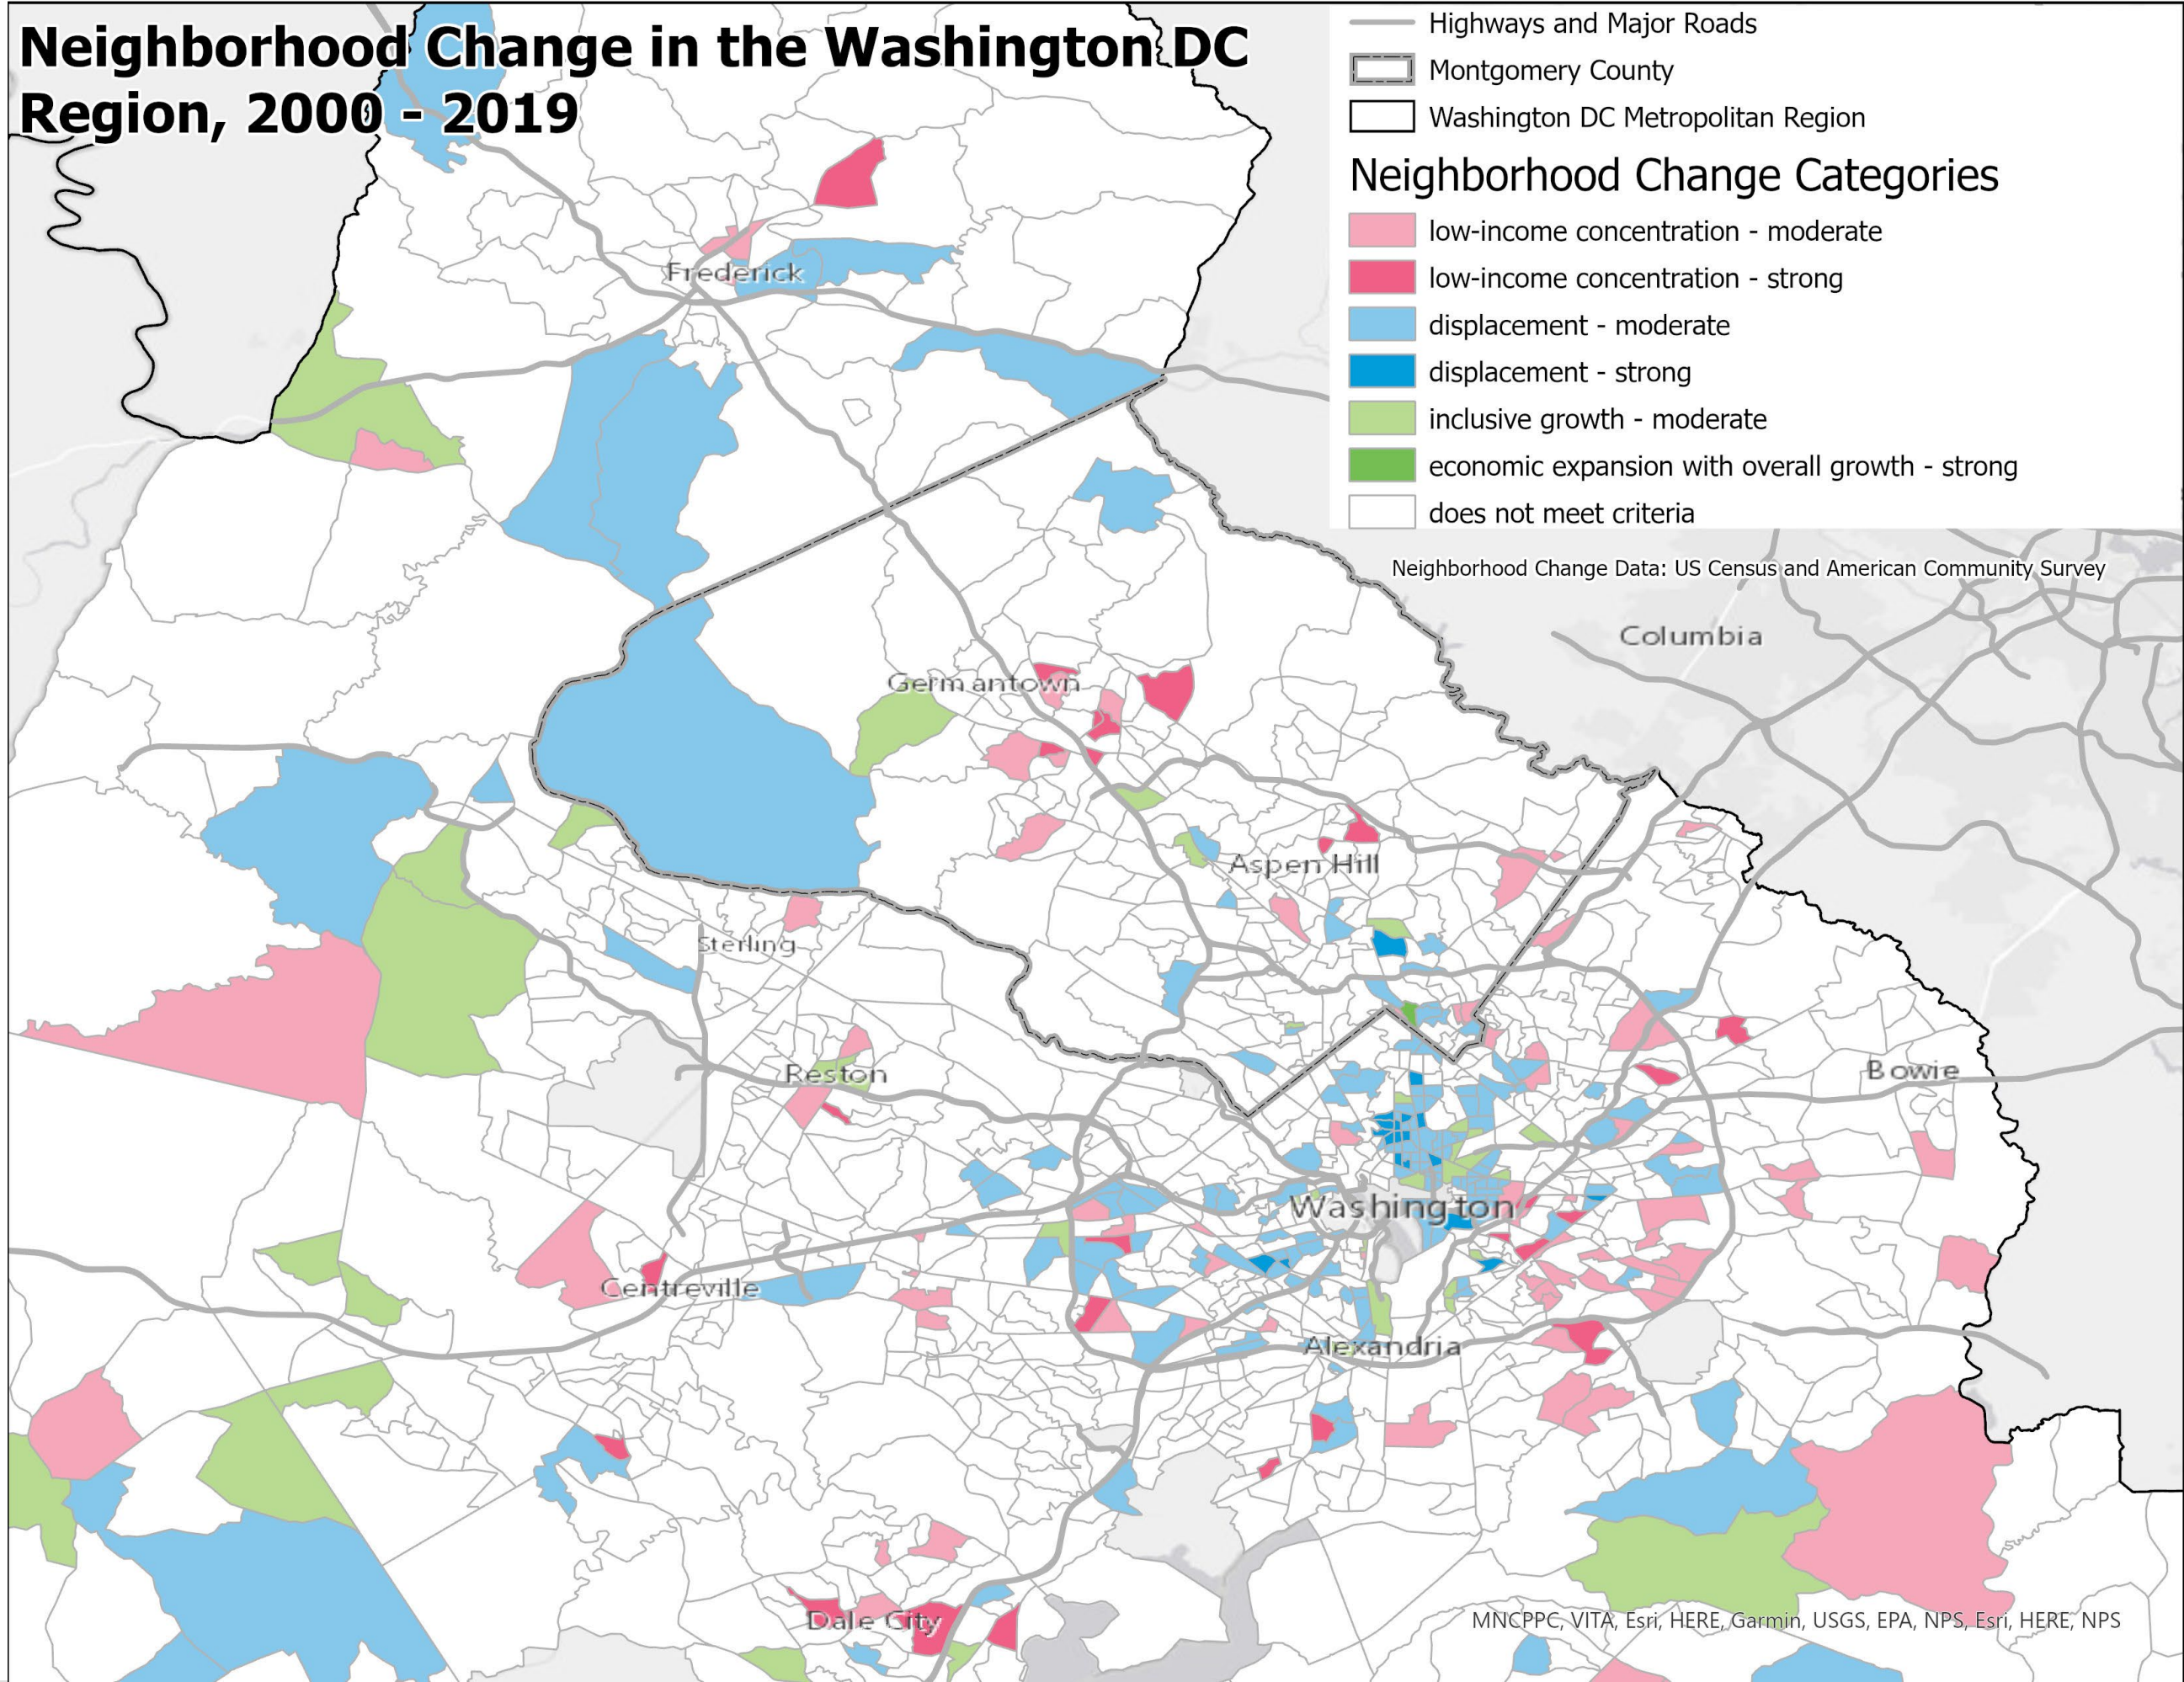 Neighborhood Change in the Washington DC
Region, 2000 - 2019
Highways and Major Roads
Montgomery County
Washington DC Metropolitan Region
Neighborhood Change Categories
low-income concentration - moderate
low-income concentration - strong
displacement - moderate
displacement - strong
inclusive growth - moderate
economic expansion with overall growth - strong
does not meet criteria
Neighborhood Change Data: US Census and American Community Survey
Frederick
Columbia
Germantown
Aspen Hill
Sterling
Reston
Bowie
Washington
Centreville
Alexandria
Dale City
MNCPPC, VITA, Esri, HERE, Garmin, USGS, EPA, NPS, Esri, HERE, NPS